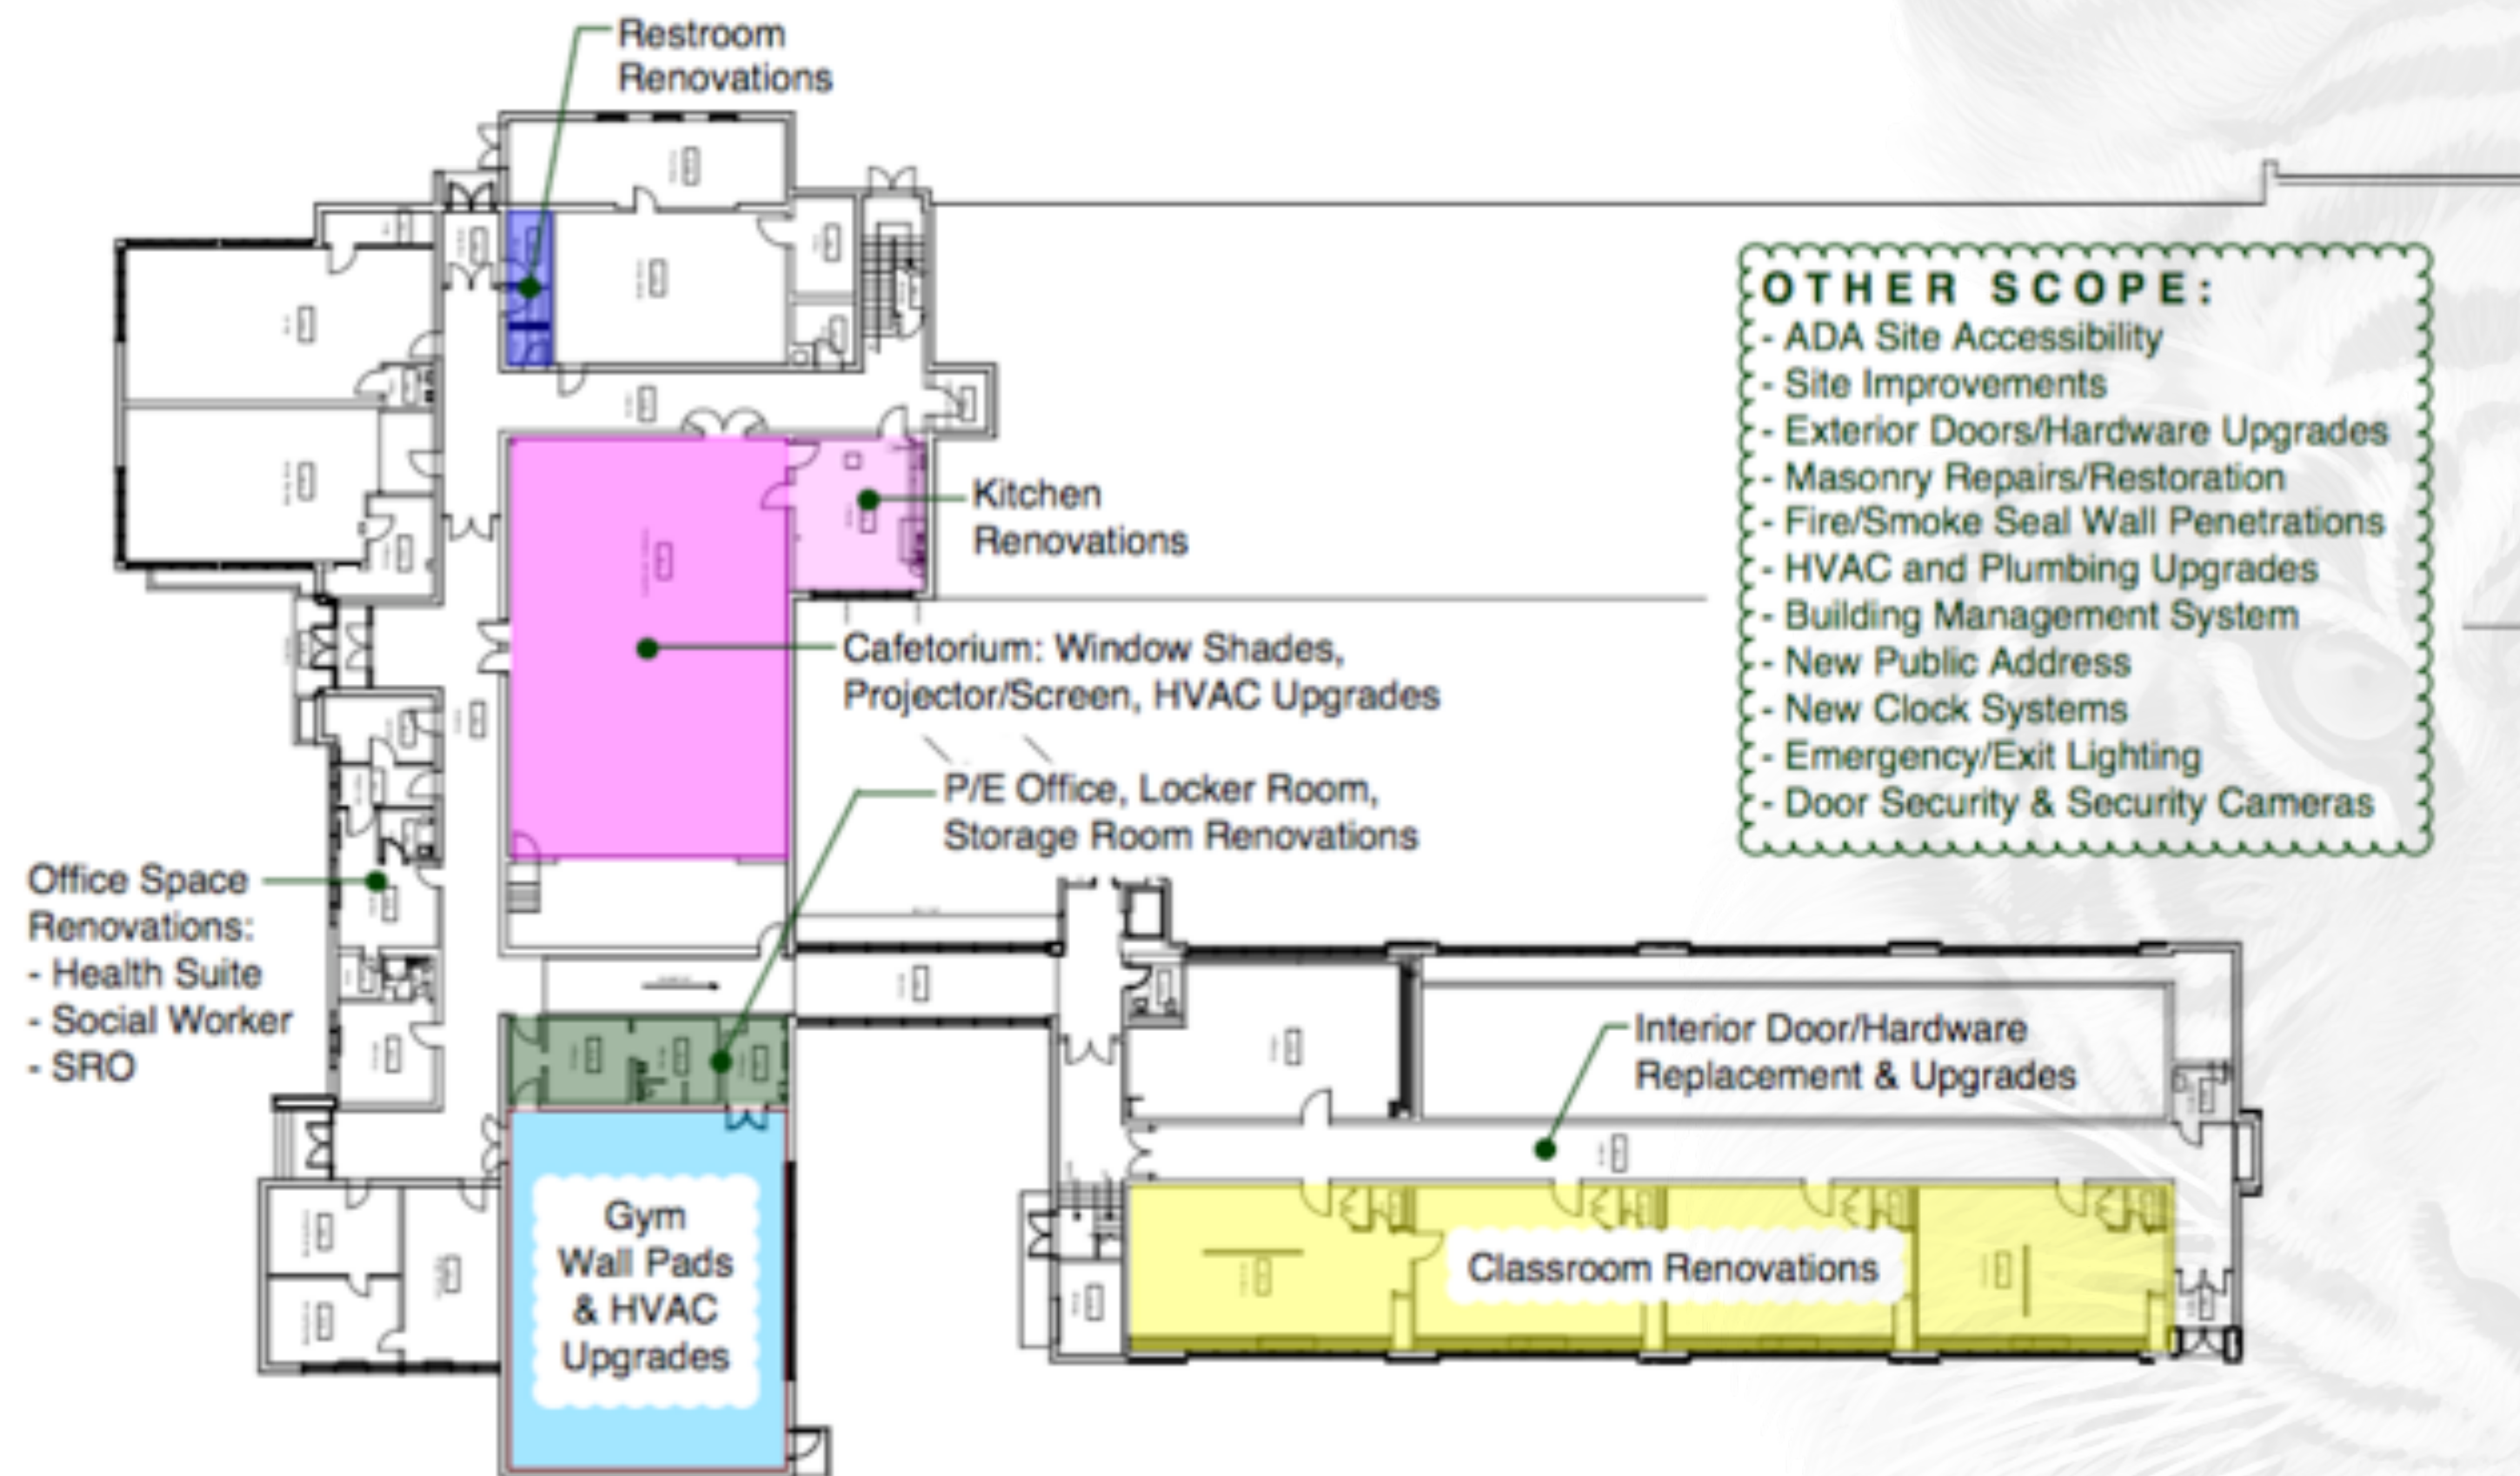 Restroom
Renovations
Kitchen
Renovations
Cafetorium: Window Shades,
Projector/Screen, HVAC Upgrades
P/E Office, Locker Room,
Storage Room Renovations
Office Space
Renovations:
- Health Suite
- Social Worker
- SRO
Gym
Wall Pads
& HVAC
Upgrades
Interior Door/Hardware
Replacement & Upgrades
Classroom Renovations
OTHER SCOPE:
- ADA Site Accessibility
- Site Improvements
- Exterior Doors/Hardware Upgrades
- Masonry Repairs/Restoration
- Fire/Smoke Seal Wall Penetrations
- HVAC and Plumbing Upgrades
- Building Management System
- New Public Address
- New Clock Systems
- Emergency/Exit Lighting
- Door Security & Security Cameras